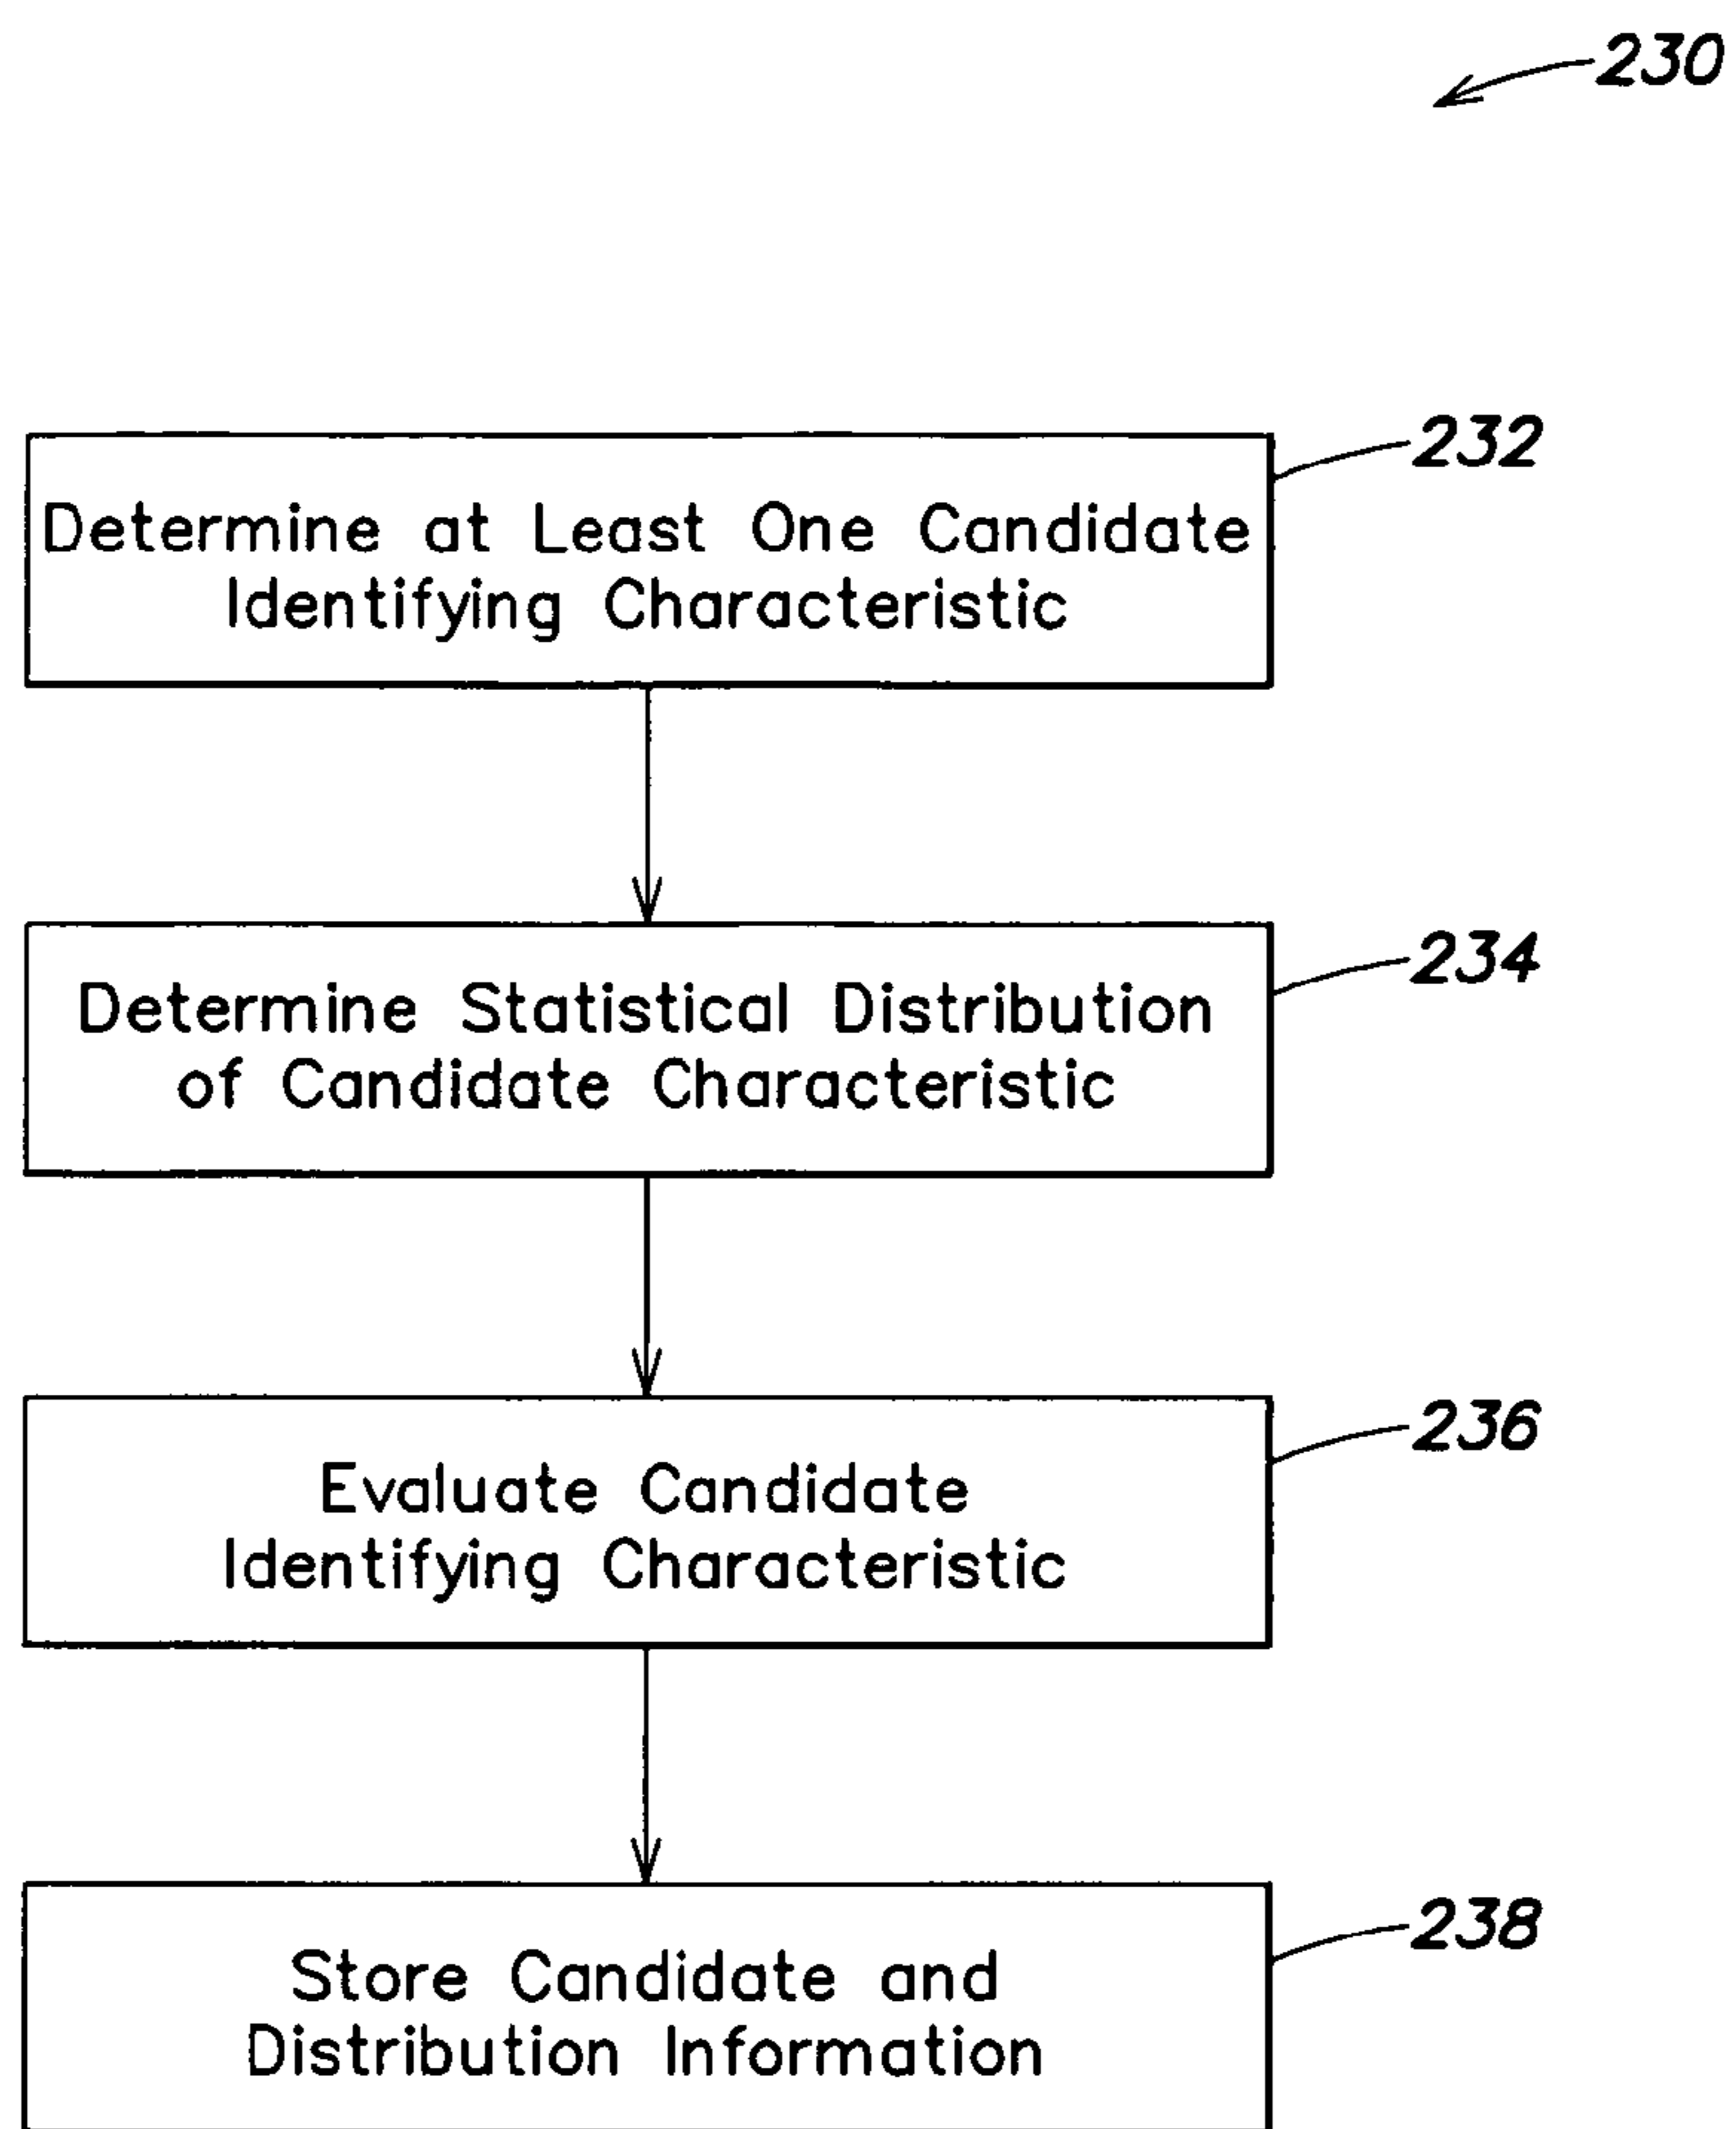 230
232
Determine at Least One Candidate
Identifying Characteristic
234
Determine Statistical Distribution
of Candidate Characteristic
236
Evaluate Candidate
Identifying Characteristic
238
Store Candidate and
Distribution Information